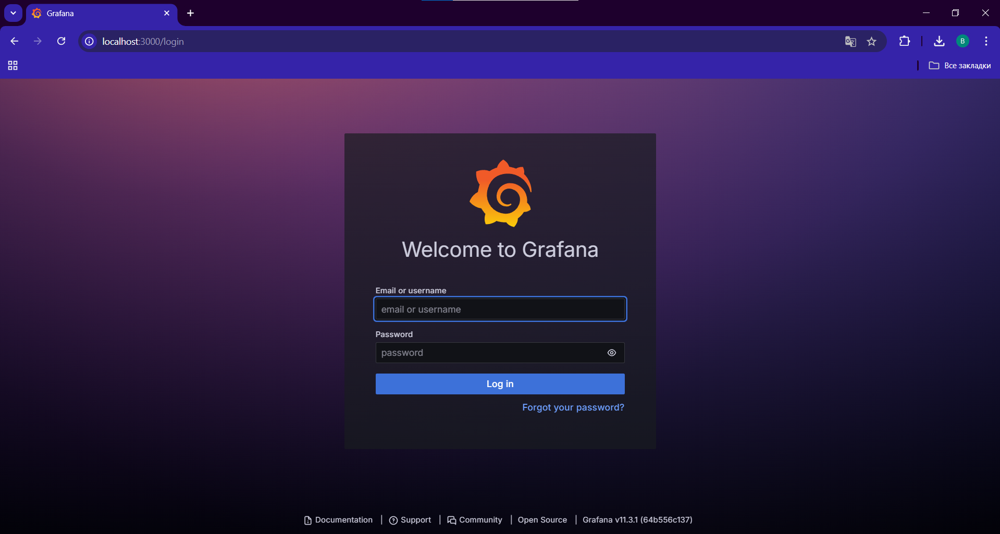 Grafana
localhost:3000/login
B
Все закладки
Welcome to Grafana
Email or username
email or username
Password
password
Log in
Forgot your password?
Documentation | Support | Community | Open Source | Grafana v11.3.1 (64b556c137)